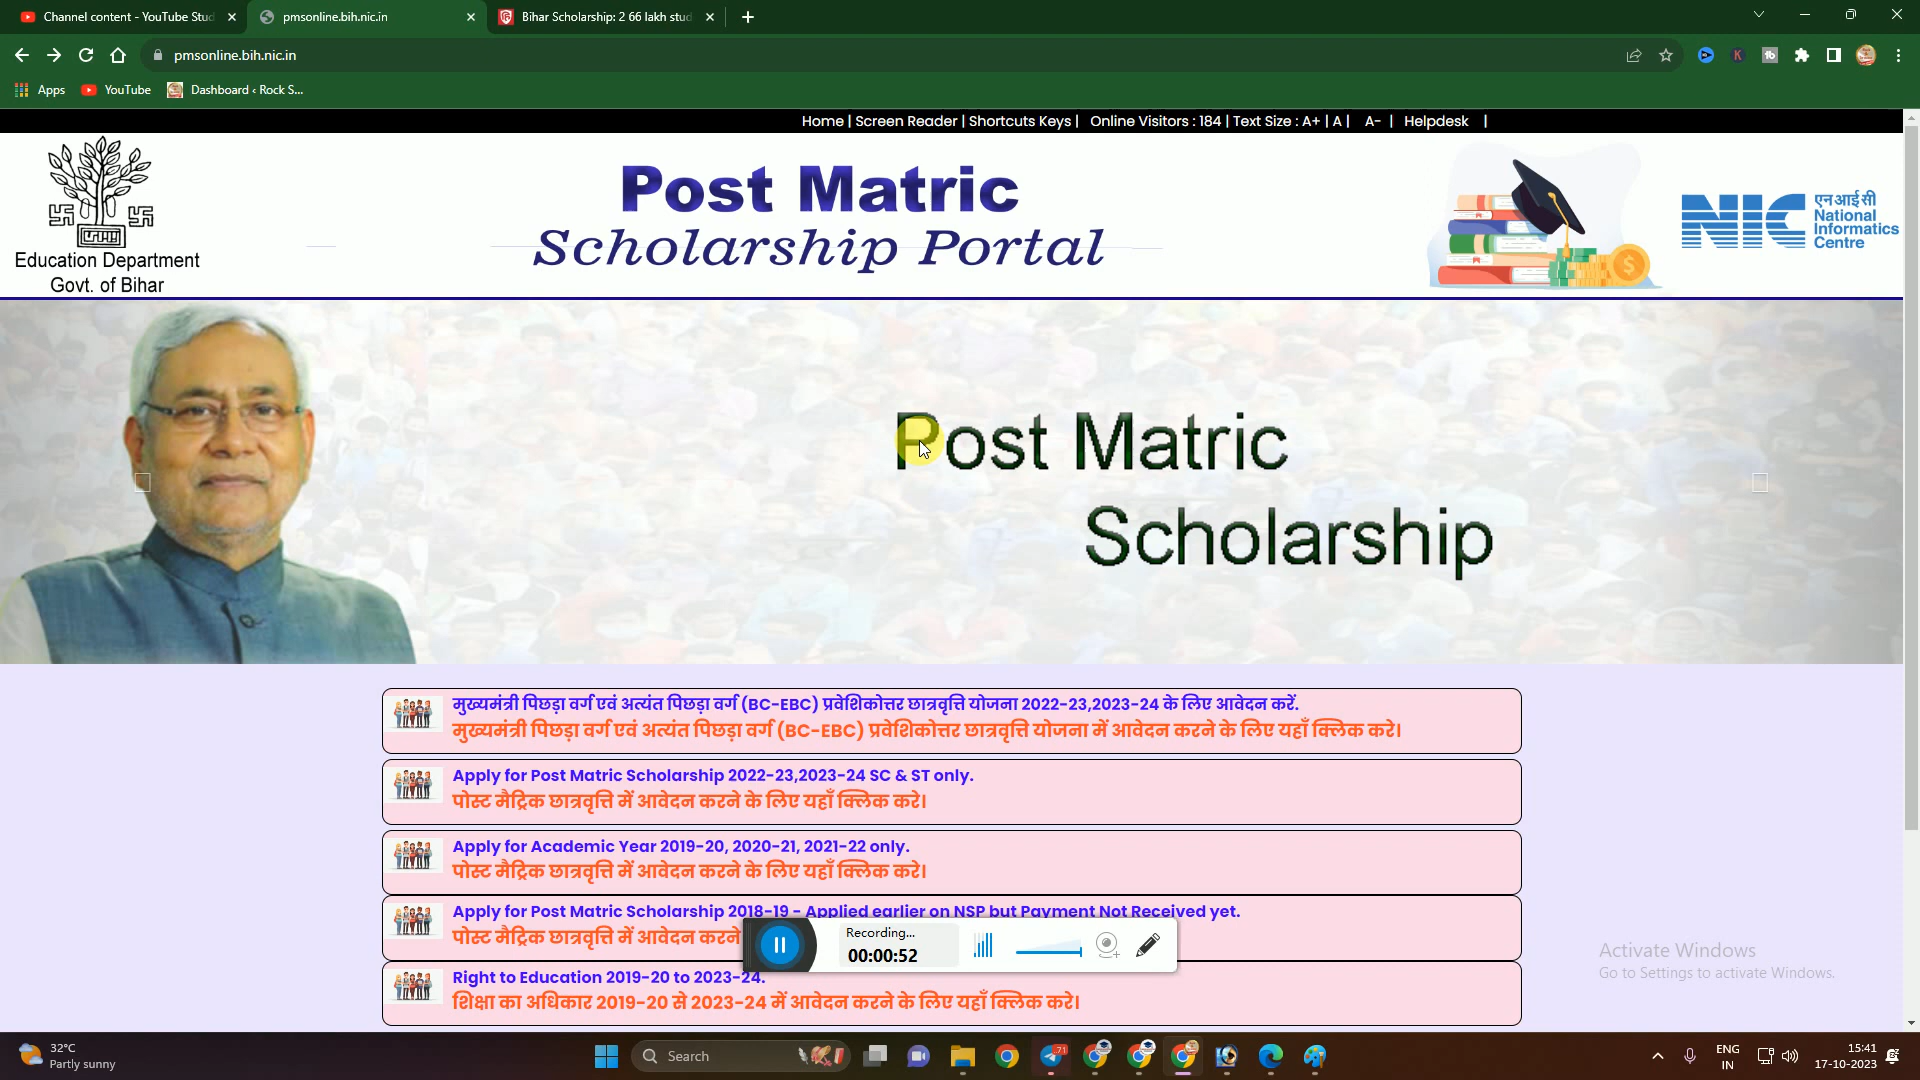 Channel content - YouTube Stud
pmsonline.bih.nic.in
Bihar Scholarship: 2 66 lakh stud
pmsonline.bih.nic.in
Apps
YouTube
Dashboard ‹ Rock S...
Home | Screen Reader | Shortcuts Keys | Online Visitors : 184 | Text Size : A+ | A | A- | Helpdesk |
Education Department
Govt. of Bihar
Post Matric
Scholarship Portal
NIC
एन आई सी
National
Informatics
Centre
Post Matric
Scholarship
मुख्यमंत्री पिछड़ा वर्ग एवं अत्यंत पिछड़ा वर्ग (BC-EBC) प्रवेशिकोत्तर छात्रवृत्ति योजना 2022-23,2023-24 के लिए आवेदन करें.
मुख्यमंत्री पिछड़ा वर्ग एवं अत्यंत पिछड़ा वर्ग (BC-EBC) प्रवेशिकोत्तर छात्रवृत्ति योजना में आवेदन करने के लिए यहाँ क्लिक करे।
Apply for Post Matric Scholarship 2022-23,2023-24 SC & ST only.
पोस्ट मैट्रिक छात्रवृत्ति में आवेदन करने के लिए यहाँ क्लिक करे।
Apply for Academic Year 2019-20, 2020-21, 2021-22 only.
पोस्ट मैट्रिक छात्रवृत्ति में आवेदन करने के लिए यहाँ क्लिक करे।
Apply for Post Matric Scholarship 2018-19 - Applied earlier on NSP but Payment Not Received yet.
पोस्ट मैट्रिक छात्रवृत्ति में आवेदन करने
Recording...
00:00:52
Right to Education 2019-20 to 2023-24.
शिक्षा का अधिकार 2019-20 से 2023-24 में आवेदन करने के लिए यहाँ क्लिक करे।
Activate Windows
Go to Settings to activate Windows.
32°C
Partly sunny
Search
71
ENG
IN
15:41
17-10-2023